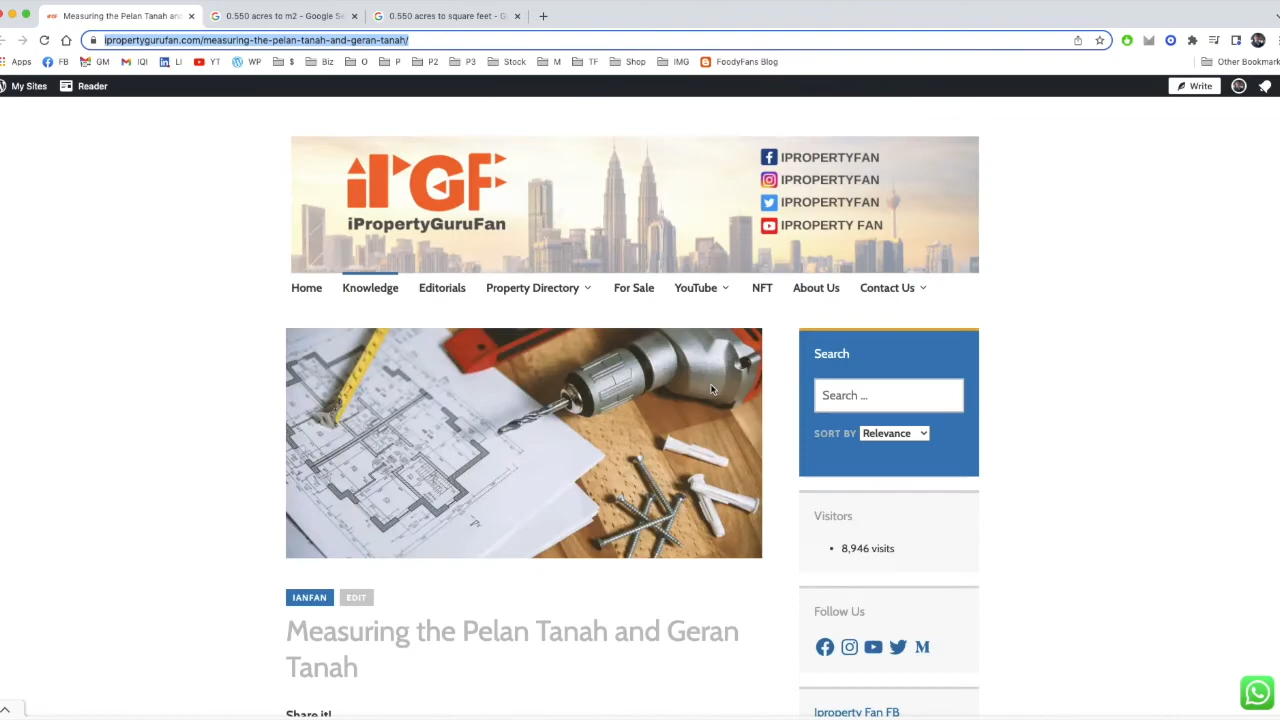 Measuring the Pelan Tanah and
0.550 acres to m2 - Google Se
0.550 acres to square feet - G
ipropertygurufan.com/measuring-the-pelan-tanah-and-geran-tanah/
Apps FB GM IQI LI YT WP $ Biz O P P2 P3 Stock M TF Shop IMG FoodyFans Blog Other Bookmark
My Sites Reader Write
iPGF
iPropertyGuruFan
IPROPERTYFAN
IPROPERTYFAN
IPROPERTYFAN
IPROPERTY FAN
Home Knowledge Editorials Property Directory For Sale YouTube NFT About Us Contact Us
Search
Search ...
SORT BY Relevance
Visitors
8,946 visits
IANFAN EDIT
Follow Us
Measuring the Pelan Tanah and Geran
Tanah
Share it!
Iproperty Fan FB